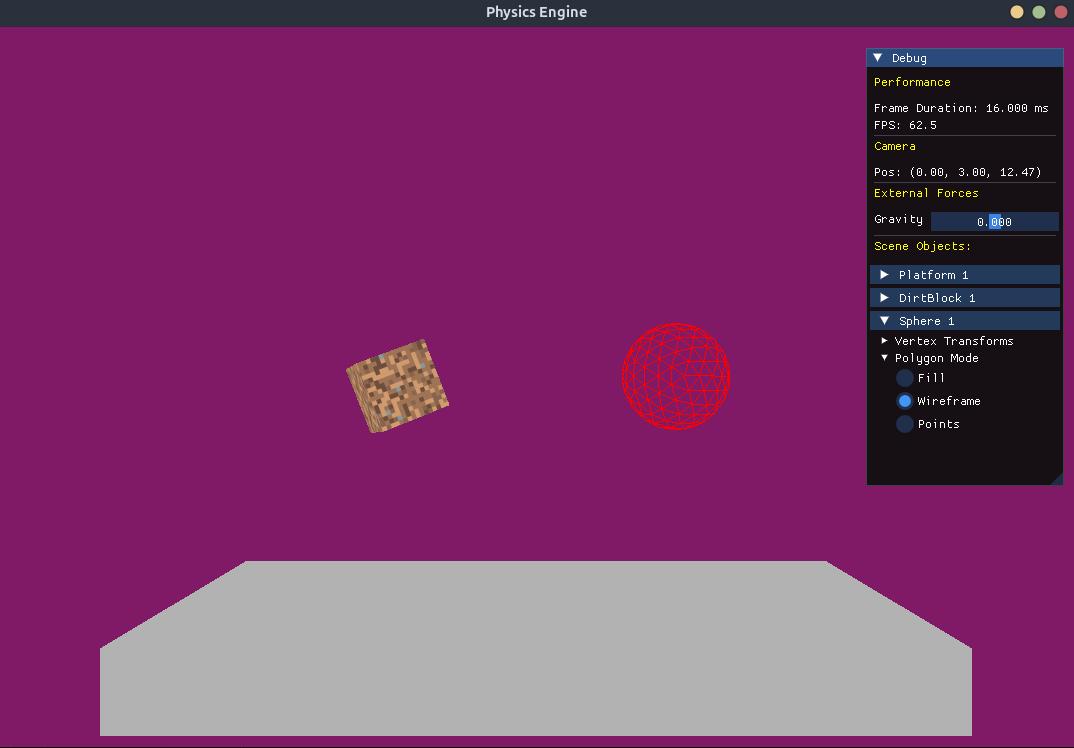 Physics Engine
Debug
Performance
Frame Duration: 16.000 ms
FPS: 62.5
Camera
Pos: (0.00, 3.00, 12.47)
External Forces
Gravity 0.000
Scene Objects:
Platform 1
DirtBlock 1
Sphere 1
Vertex Transforms
Polygon Mode
Fill
Wireframe
Points